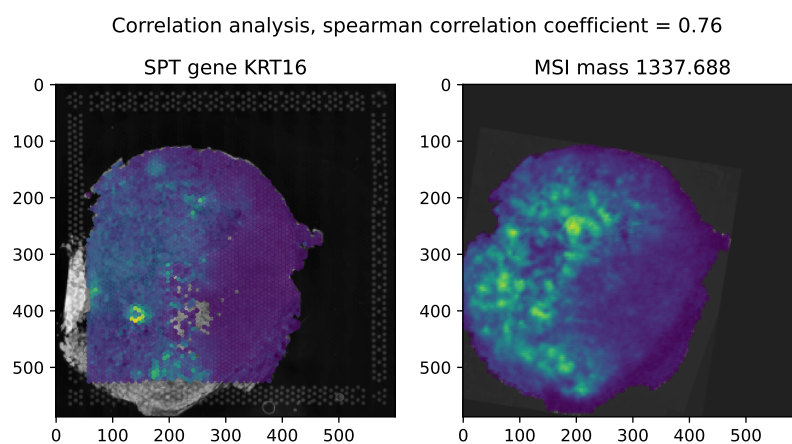 Correlation analysis, spearman correlation coefficient = 0.76
SPT gene KRT16
MSI mass 1337.688
0
100
200
300
400
500
0 100 200 300 400 500
0
100
200
300
400
500
0 100 200 300 400 500